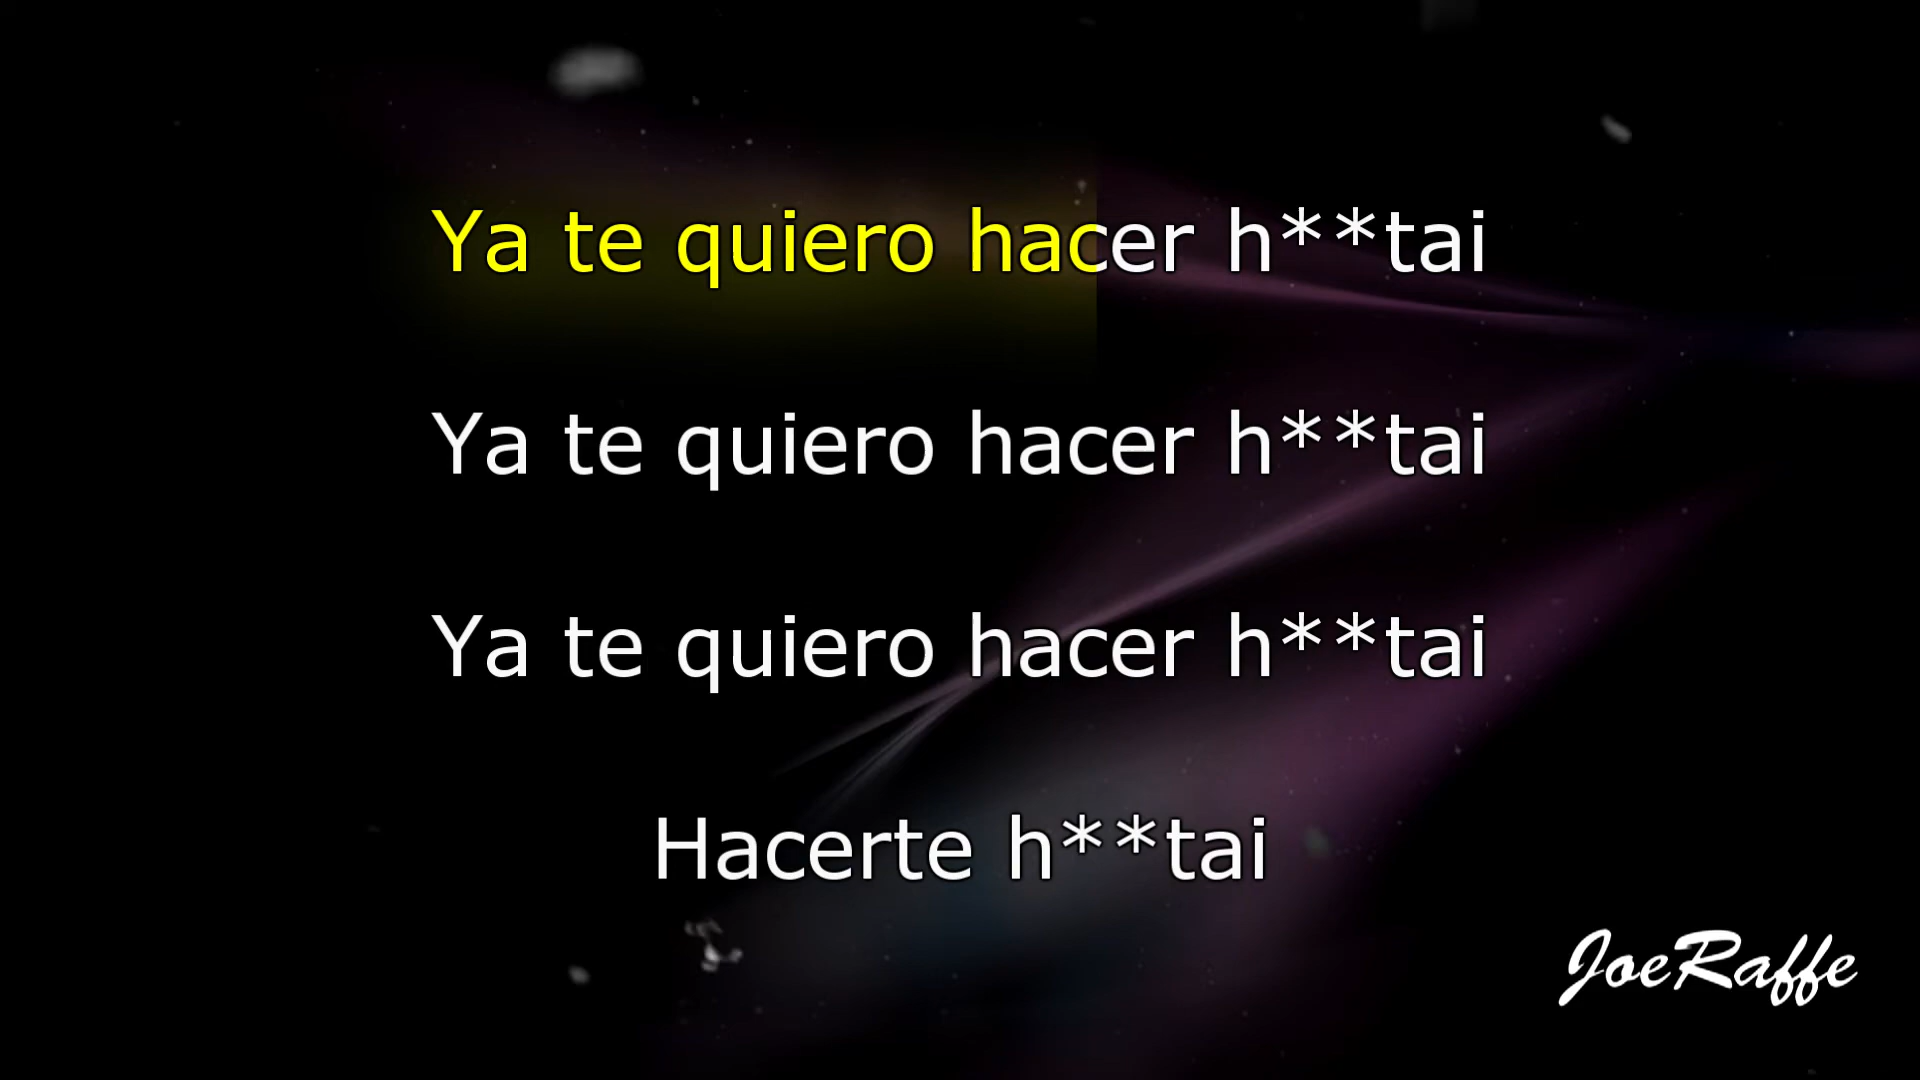 Ya te quiero hacer h**tai
Ya te quiero hacer h**tai
Ya te quiero hacer h**tai
Hacerte h**tai
JoeRaffe